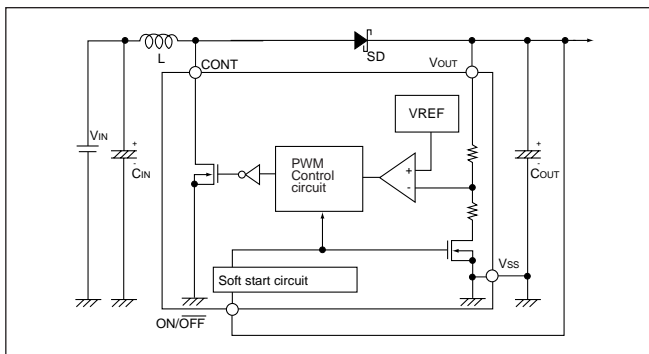 L
SD
CONT
VOUT
VREF
VIN
+
-
CIN
PWM
Control
circuit
+
-
+
-
COUT
VSS
Soft start circuit
ON/OFF